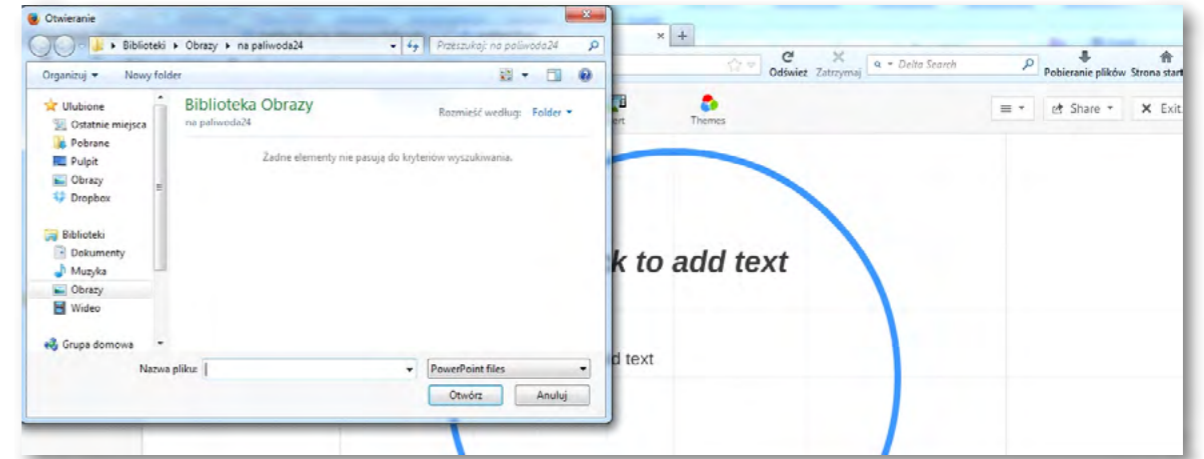 Otwieranie
Biblioteki ▸ Obrazy ▸ na paliwoda24
Przeszukaj: na paliwoda24
Organizuj
Nowy folder
Ulubione
Ostatnie miejsca
Pobrane
Pulpit
Obrazy
Dropbox
Biblioteki
Dokumenty
Muzyka
Obrazy
Wideo
Grupa domowa
Biblioteka Obrazy
na paliwoda24
Rozmieść według: Folder
Żadne elementy nie pasują do kryteriów wyszukiwania.
Nazwa pliku:
PowerPoint files
Otwórz
Anuluj
Odśwież
Zatrzymaj
Delta Search
Pobieranie plików
Strona start
ert
Themes
Share
Exit
k to add text
d text